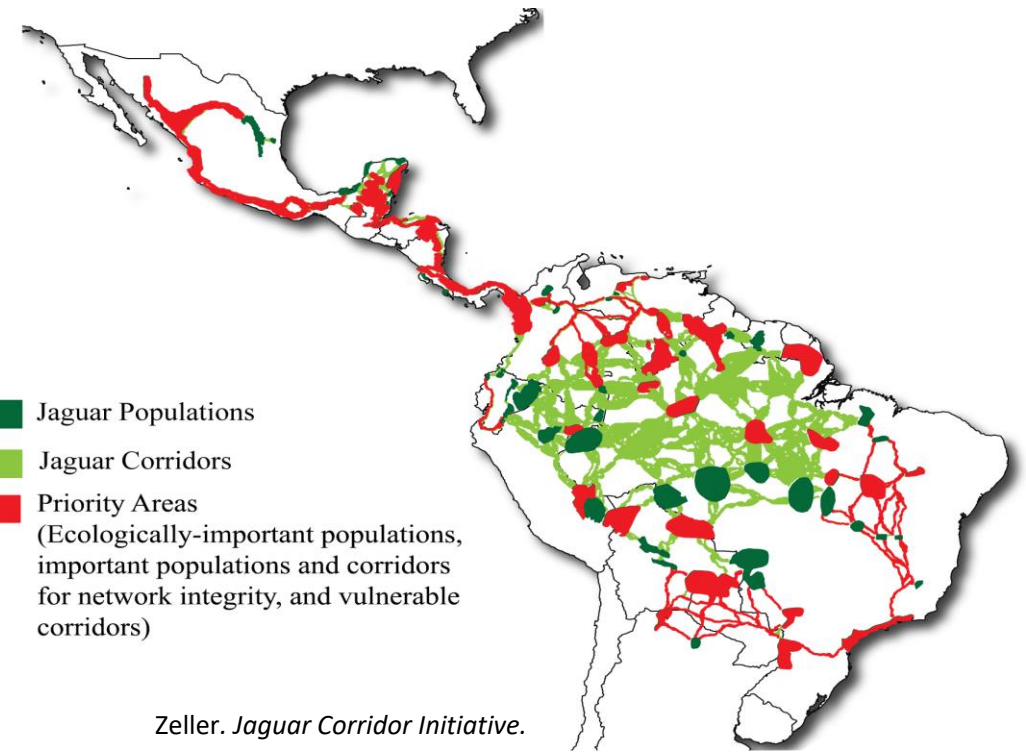 Jaguar Populations
Jaguar Corridors
Priority Areas
(Ecologically-important populations,
important populations and corridors
for network integrity, and vulnerable
corridors)
Zeller. Jaguar Corridor Initiative.